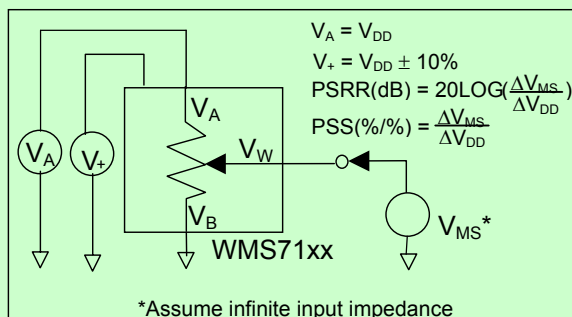 V_A = V_DD
V_+ = V_DD ± 10%
PSRR(dB) = 20LOG(ΔV_MS/ΔV_DD)
PSS(%/%) = ΔV_MS/ΔV_DD
V_A
V_+
V_A
V_W
V_B
V_MS*
WMS71xx
*Assume infinite input impedance